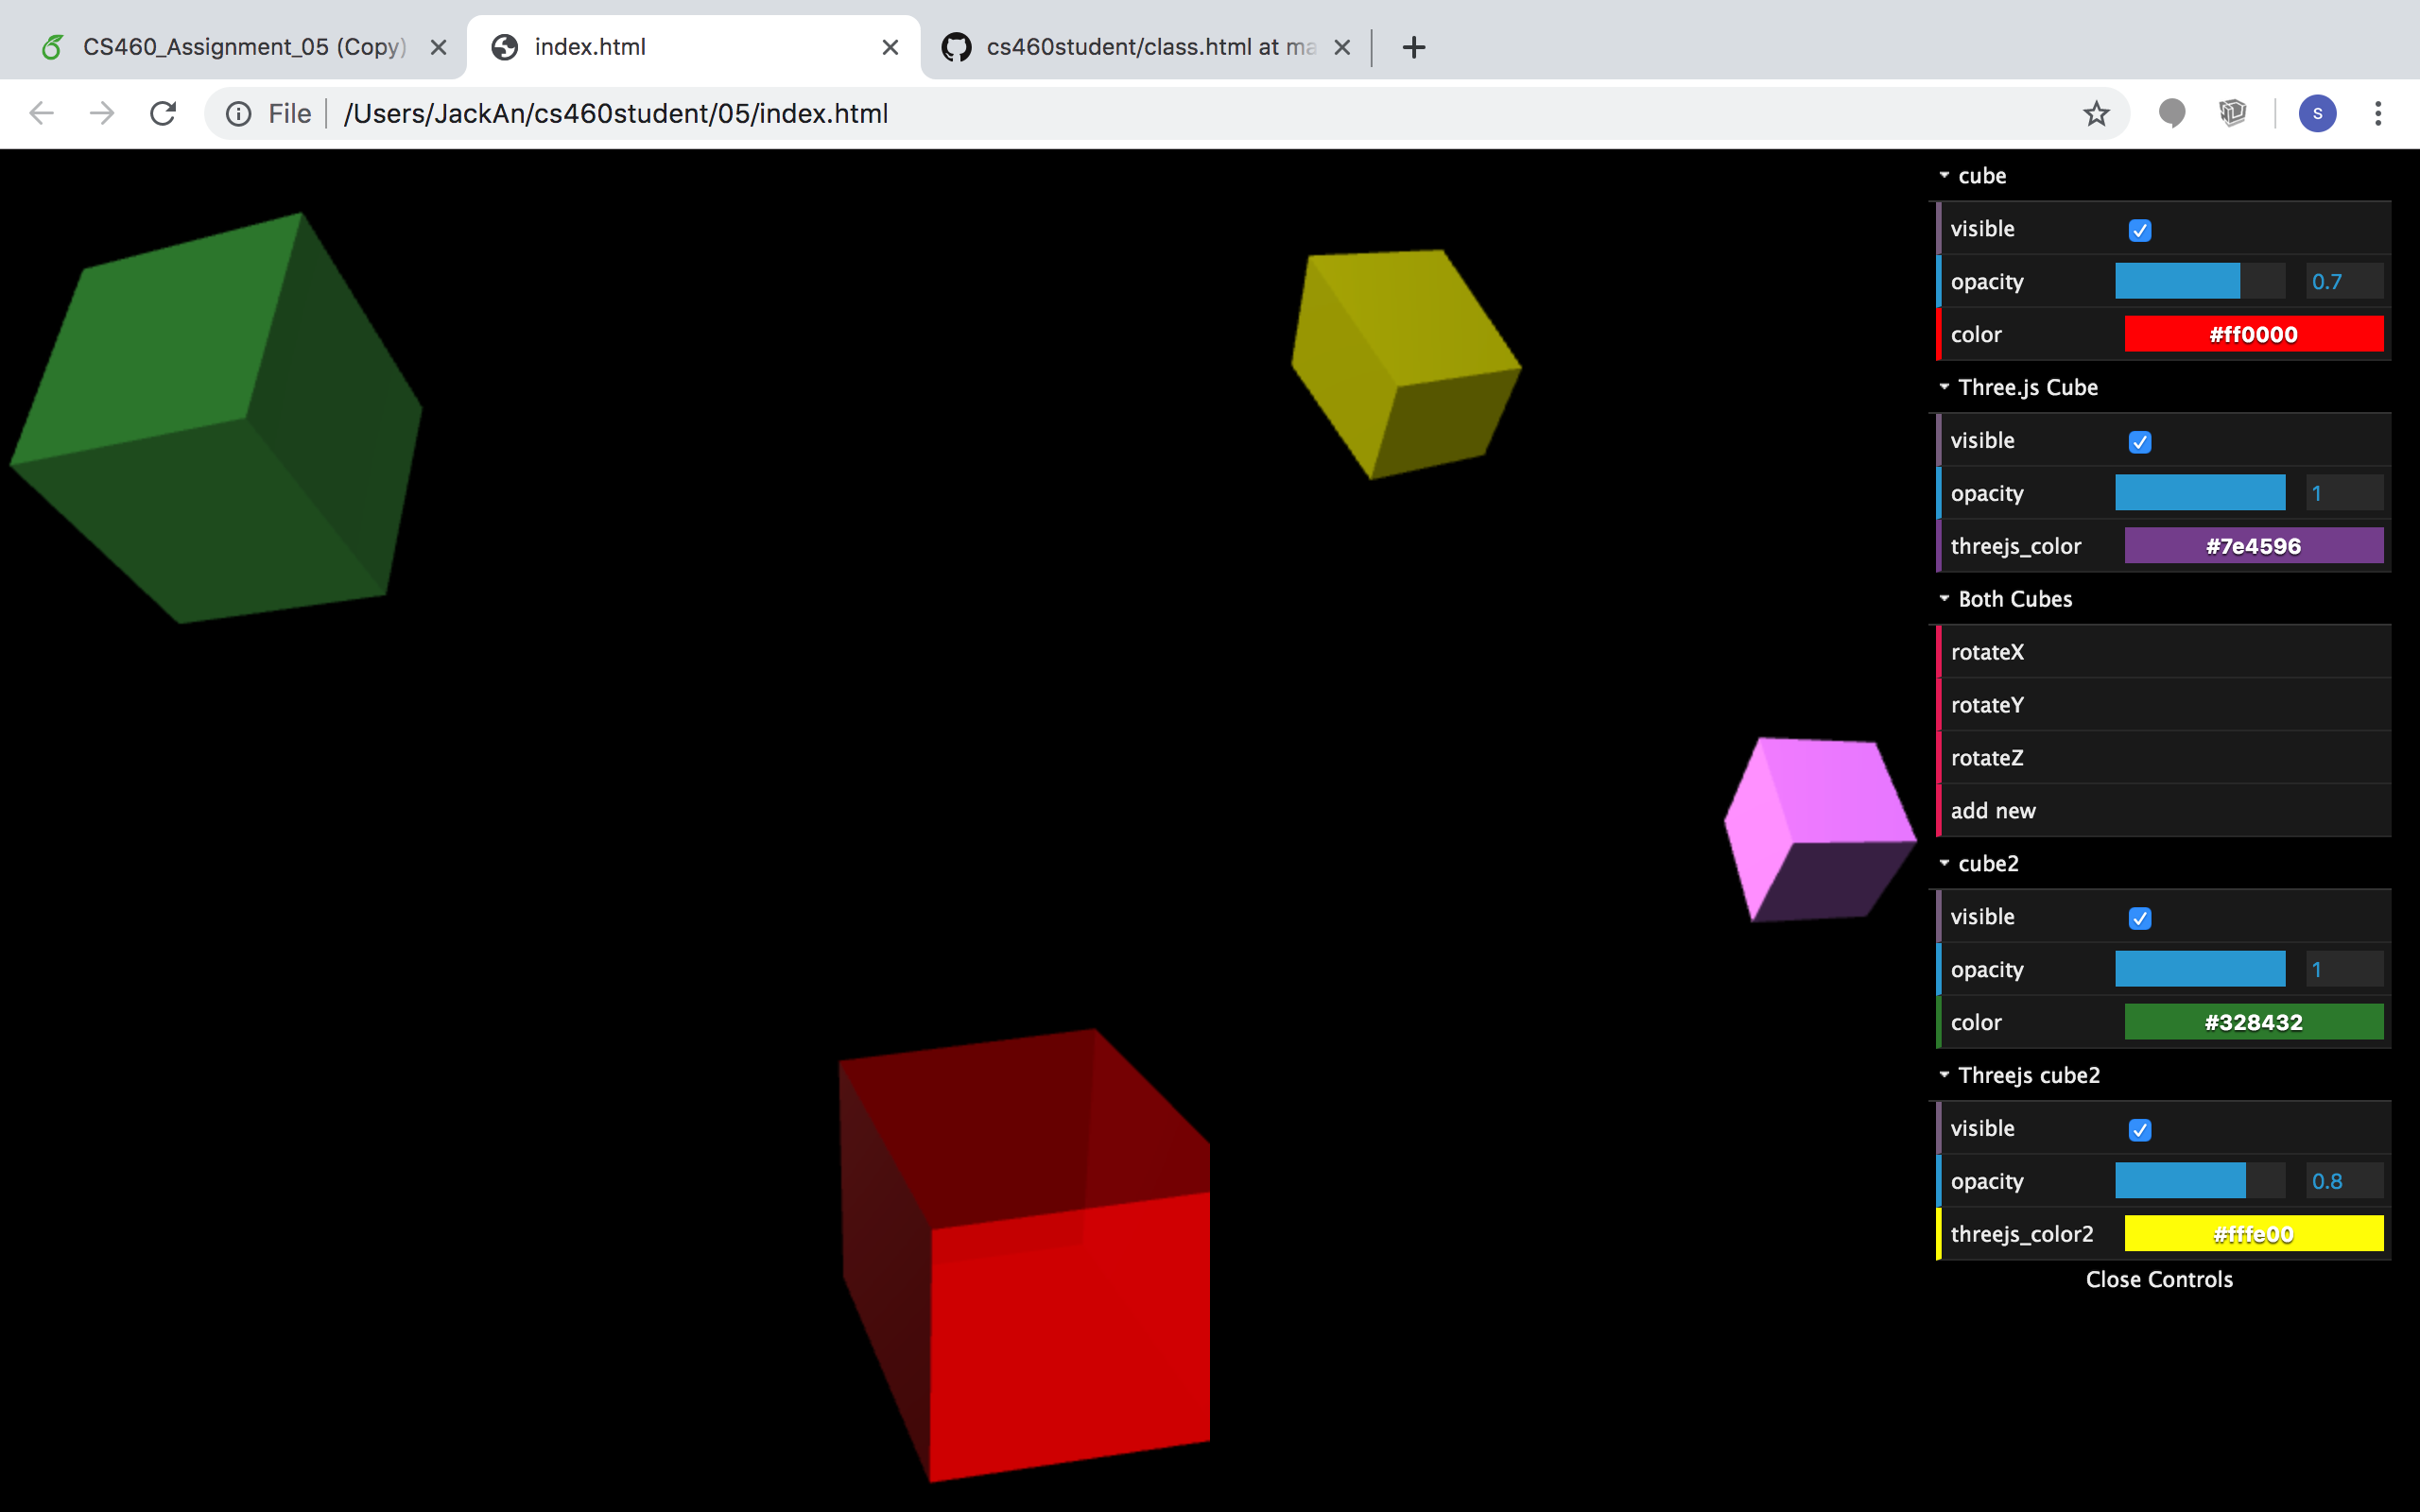 CS460_Assignment_05 (Copy)
index.html
cs460student/class.html at ma
File
/Users/JackAn/cs460student/05/index.html
S
cube
visible
opacity 0.7
color #ff0000
Three.js Cube
visible
opacity 1
threejs_color #7e4596
Both Cubes
rotateX
rotateY
rotateZ
add new
cube2
visible
opacity 1
color #328432
Threejs cube2
visible
opacity 0.8
threejs_color2 #fffe00
Close Controls